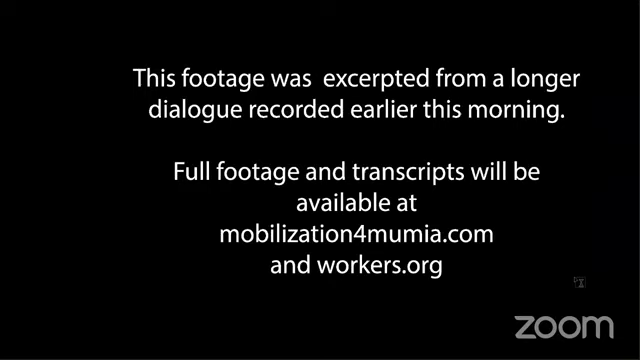 This footage was excerpted from a longer
dialogue recorded earlier this morning.
Full footage and transcripts will be
available at
mobilization4mumia.com
and workers.org
zoom